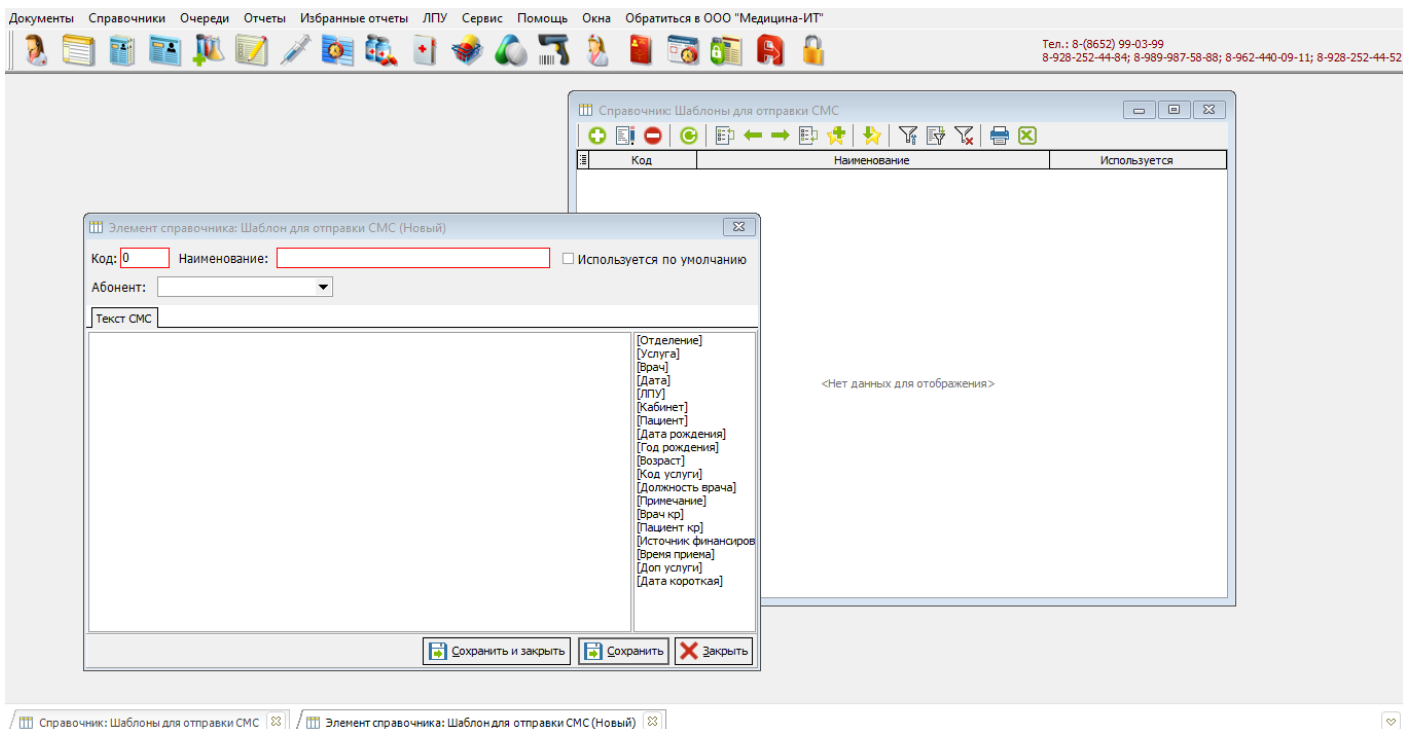 Документы Справочники Очереди Отчеты Избранные отчеты ЛПУ Сервис Помощь Окна Обратиться в ООО "Медицина-ИТ"
Тел.: 8-(8652) 99-03-99
8-928-252-44-84; 8-989-987-58-88; 8-962-440-09-11; 8-928-252-44-52
Справочник: Шаблоны для отправки СМС
Код Наименование Используется
<Нет данных для отображения>
Элемент справочника: Шаблон для отправки СМС (Новый)
Код: 0 Наименование: Используется по умолчанию
Абонент:
Текст СМС
[Отделение]
[Услуга]
[Врач]
[Дата]
[ЛПУ]
[Кабинет]
[Пациент]
[Дата рождения]
[Год рождения]
[Возраст]
[Код услуги]
[Должность врача]
[Примечание]
[Врач кр]
[Пациент кр]
[Источник финансиров
[Время приема]
[Доп услуги]
[Дата короткая]
Сохранить и закрыть Сохранить Закрыть
Справочник: Шаблоны для отправки СМС Элемент справочника: Шаблон для отправки СМС (Новый)